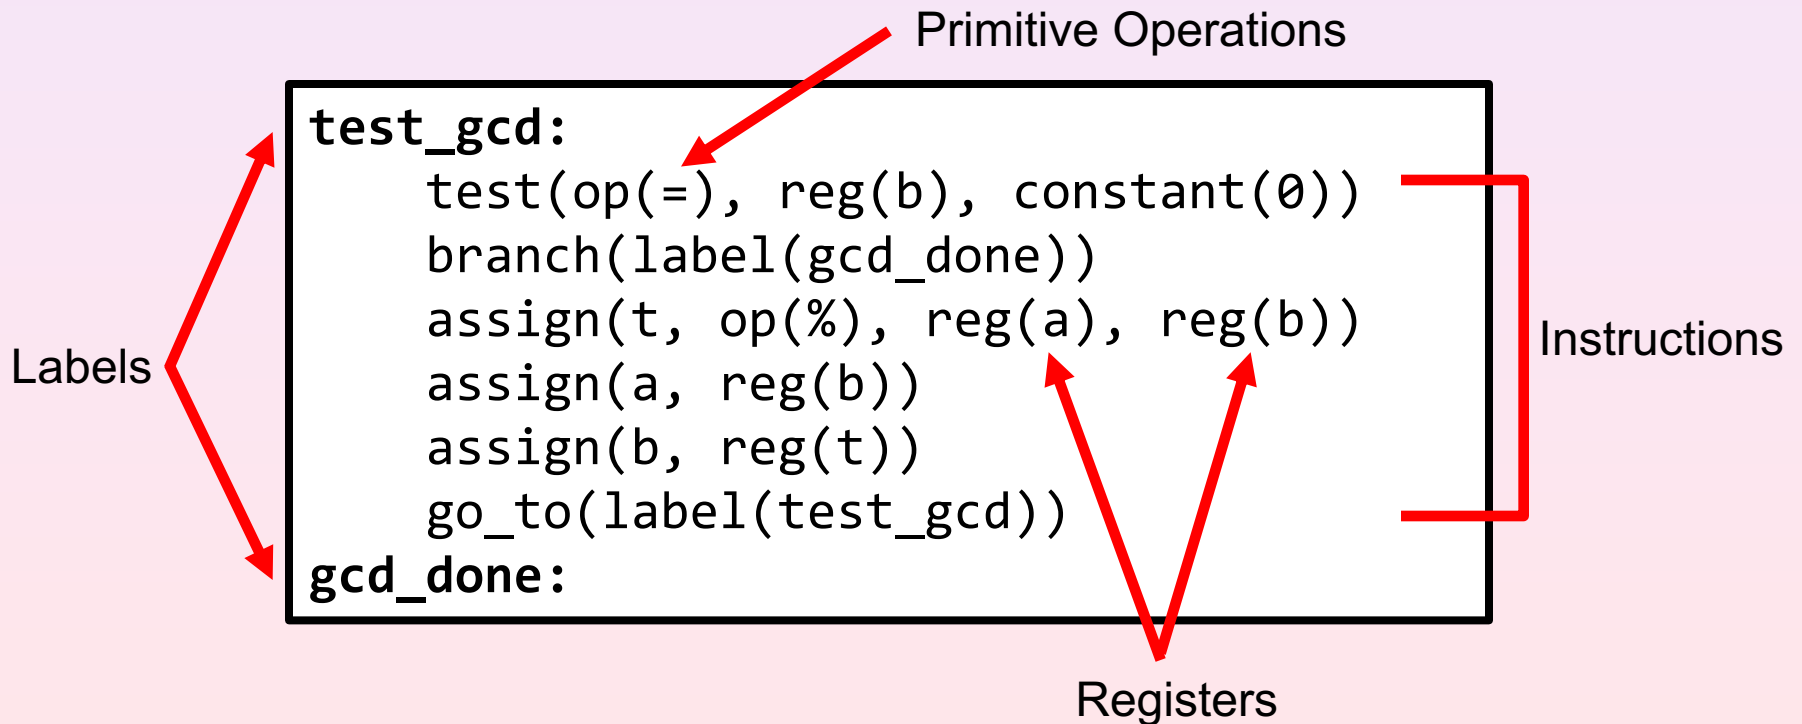 Primitive Operations
test_gcd:
test(op(=), reg(b), constant(0))
branch(label(gcd_done))
assign(t, op(%), reg(a), reg(b))
assign(a, reg(b))
assign(b, reg(t))
go_to(label(test_gcd))
gcd_done:
Labels
Instructions
Registers